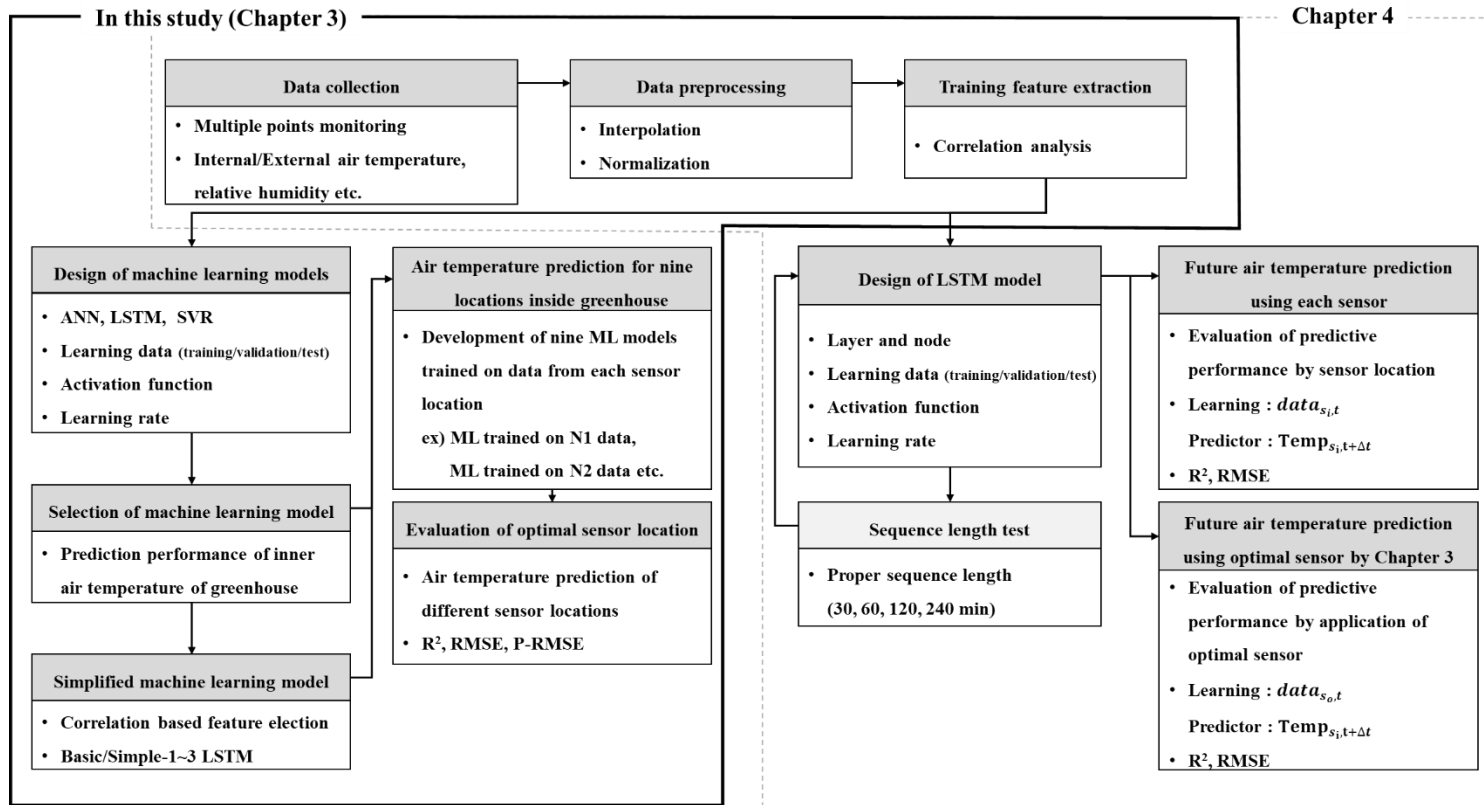 In this study (Chapter 3)
Chapter 4
Data collection
• Multiple points monitoring
• Internal/External air temperature,
relative humidity etc.
Data preprocessing
• Interpolation
• Normalization
Training feature extraction
• Correlation analysis
Design of machine learning models
• ANN, LSTM, SVR
• Learning data (training/validation/test)
• Activation function
• Learning rate
Selection of machine learning model
• Prediction performance of inner
air temperature of greenhouse
Simplified machine learning model
• Correlation based feature election
• Basic/Simple-1~3 LSTM
Air temperature prediction for nine
locations inside greenhouse
• Development of nine ML models
trained on data from each sensor
location
ex) ML trained on N1 data,
ML trained on N2 data etc.
Evaluation of optimal sensor location
• Air temperature prediction of
different sensor locations
• R², RMSE, P-RMSE
Design of LSTM model
• Layer and node
• Learning data (training/validation/test)
• Activation function
• Learning rate
Sequence length test
• Proper sequence length
(30, 60, 120, 240 min)
Future air temperature prediction
using each sensor
• Evaluation of predictive
performance by sensor location
• Learning : data_{s_i,t}
Predictor : Temp_{s_i,t+Δt}
• R², RMSE
Future air temperature prediction
using optimal sensor by Chapter 3
• Evaluation of predictive
performance by application of
optimal sensor
• Learning : data_{s_o,t}
Predictor : Temp_{s_i,t+Δt}
• R², RMSE